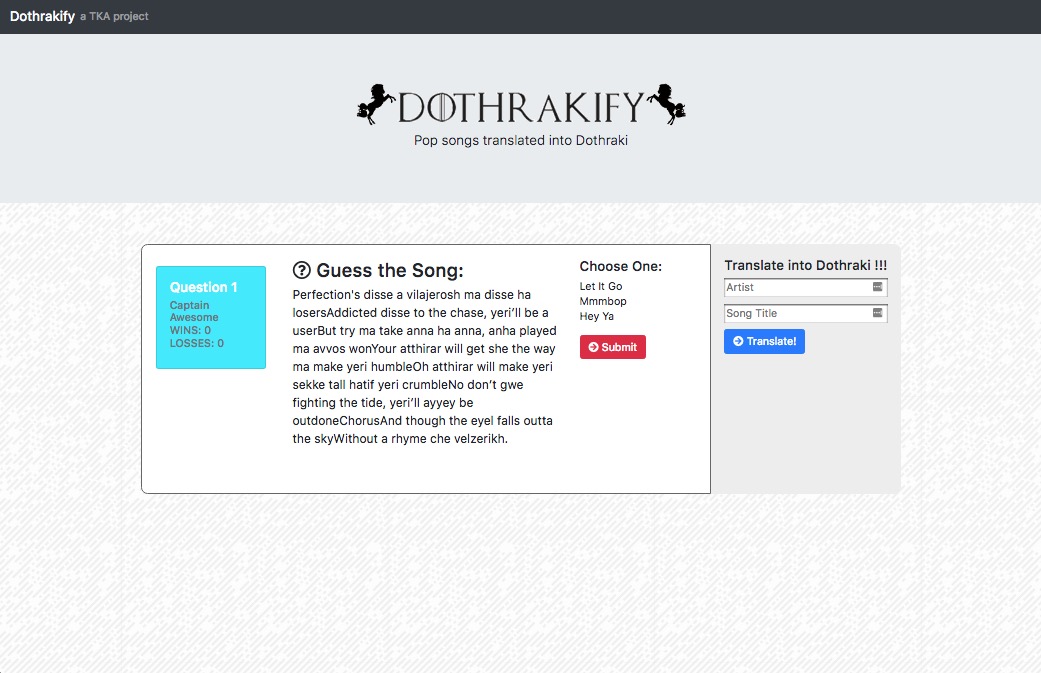 Dothrakify a TKA project
DOTHRAKIFY
Pop songs translated into Dothraki
Question 1
Captain
Awesome
WINS: 0
LOSSES: 0
Guess the Song:
Perfection's disse a vilajerosh ma disse ha
losersAddicted disse to the chase, yeri’ll be a
userBut try ma take anna ha anna, anha played
ma avvos wonYour atthirar will get she the way
ma make yeri humbleOh atthirar will make yeri
sekke tall hatif yeri crumbleNo don’t gwe
fighting the tide, yeri’ll ayyey be
outdoneChorusAnd though the eyel falls outta
the skyWithout a rhyme che velzerikh.
Choose One:
Let It Go
Mmmbop
Hey Ya
Submit
Translate into Dothraki !!!
Artist
Song Title
Translate!